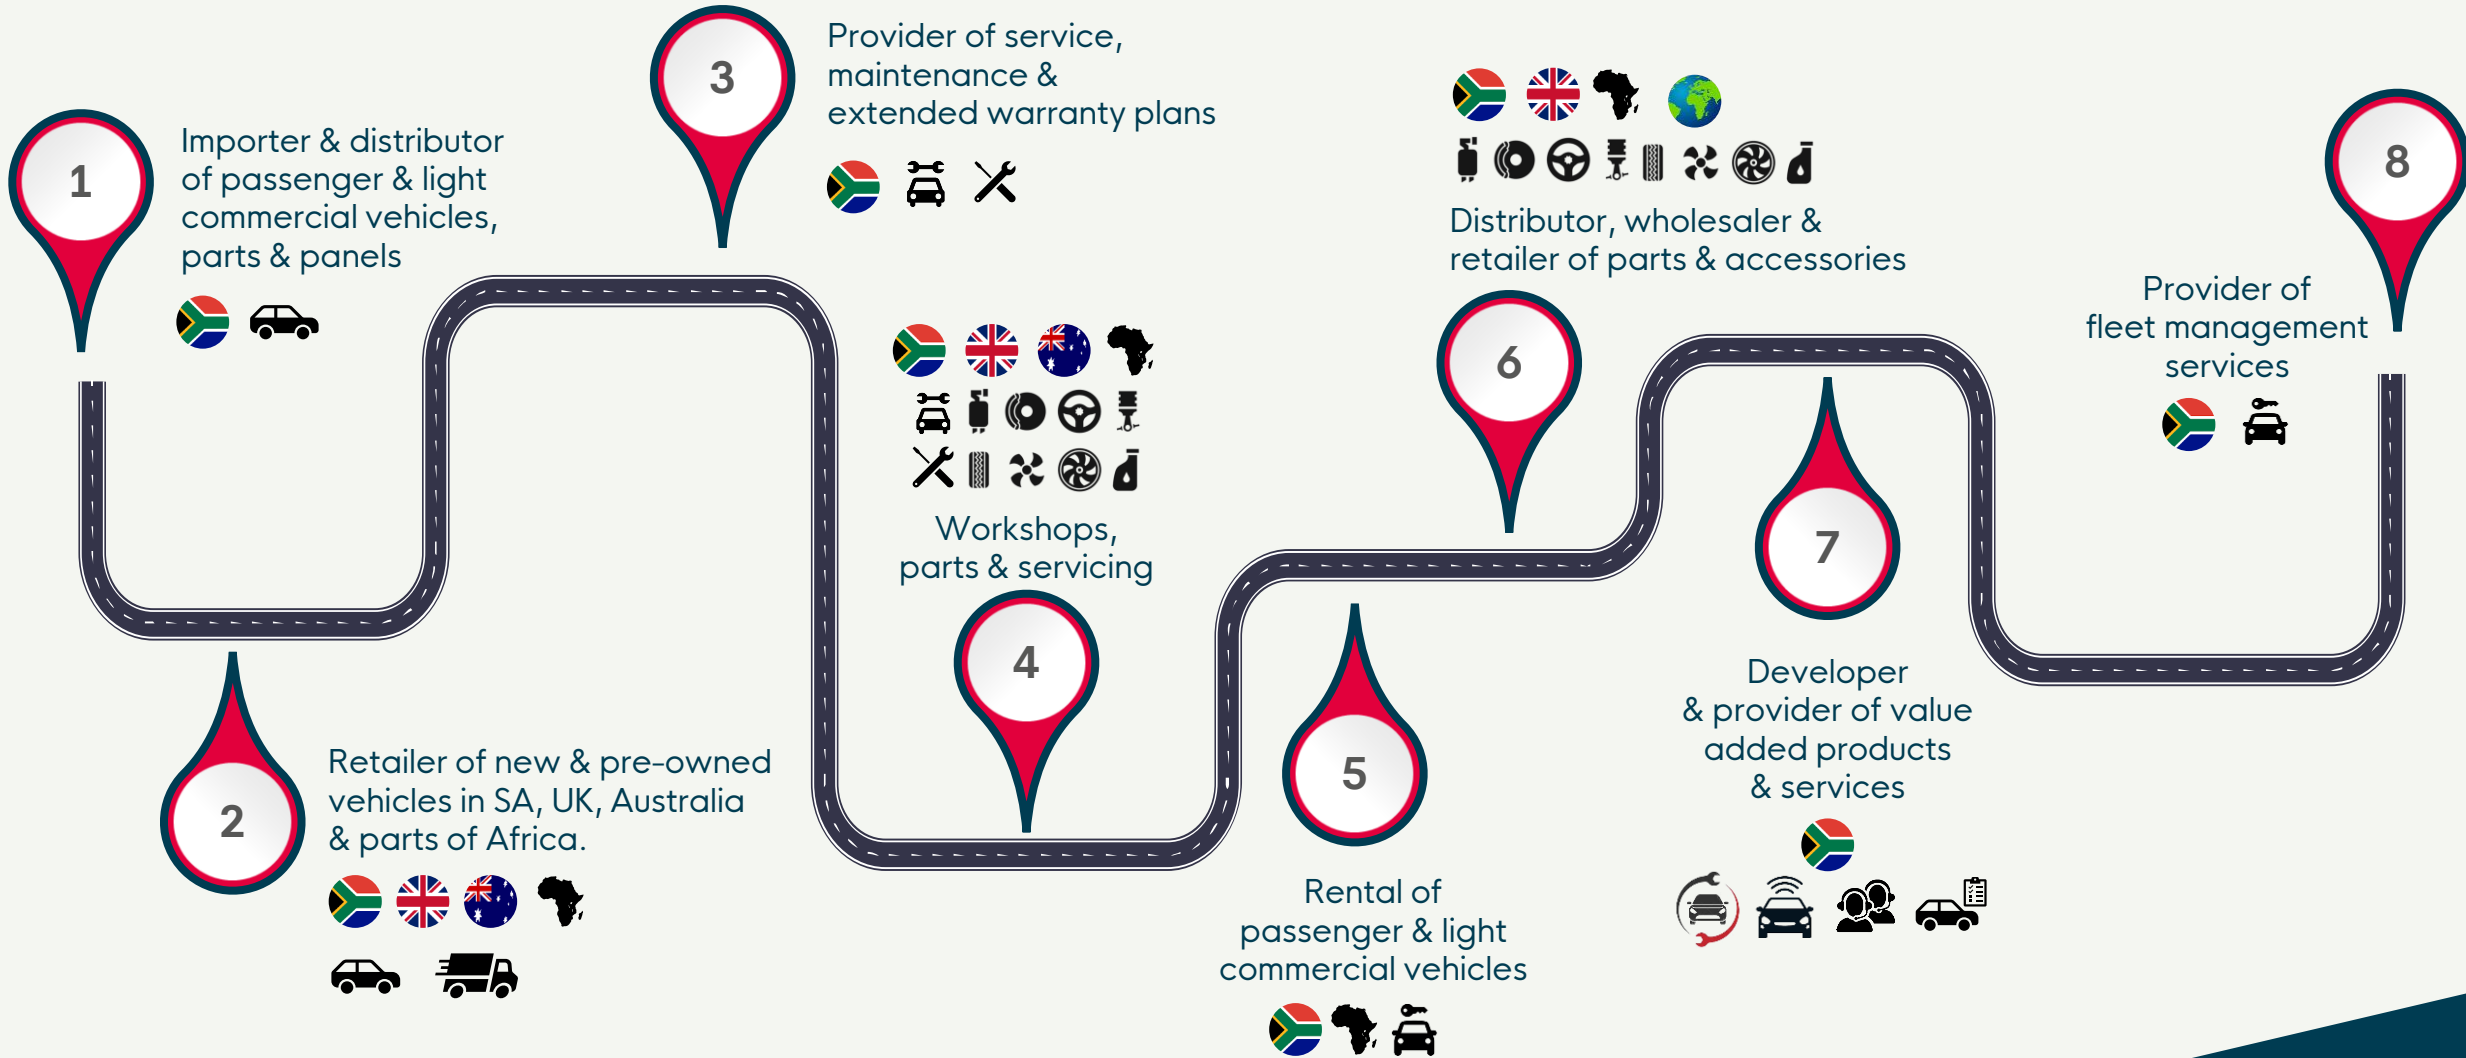 1
Importer & distributor
of passenger & light
commercial vehicles,
parts & panels
2
Retailer of new & pre-owned
vehicles in SA, UK, Australia
& parts of Africa.
3
Provider of service,
maintenance &
extended warranty plans
Workshops,
parts & servicing
4
5
Rental of
passenger & light
commercial vehicles
Distributor, wholesaler &
retailer of parts & accessories
6
7
Developer
& provider of value
added products
& services
8
Provider of
fleet management
services